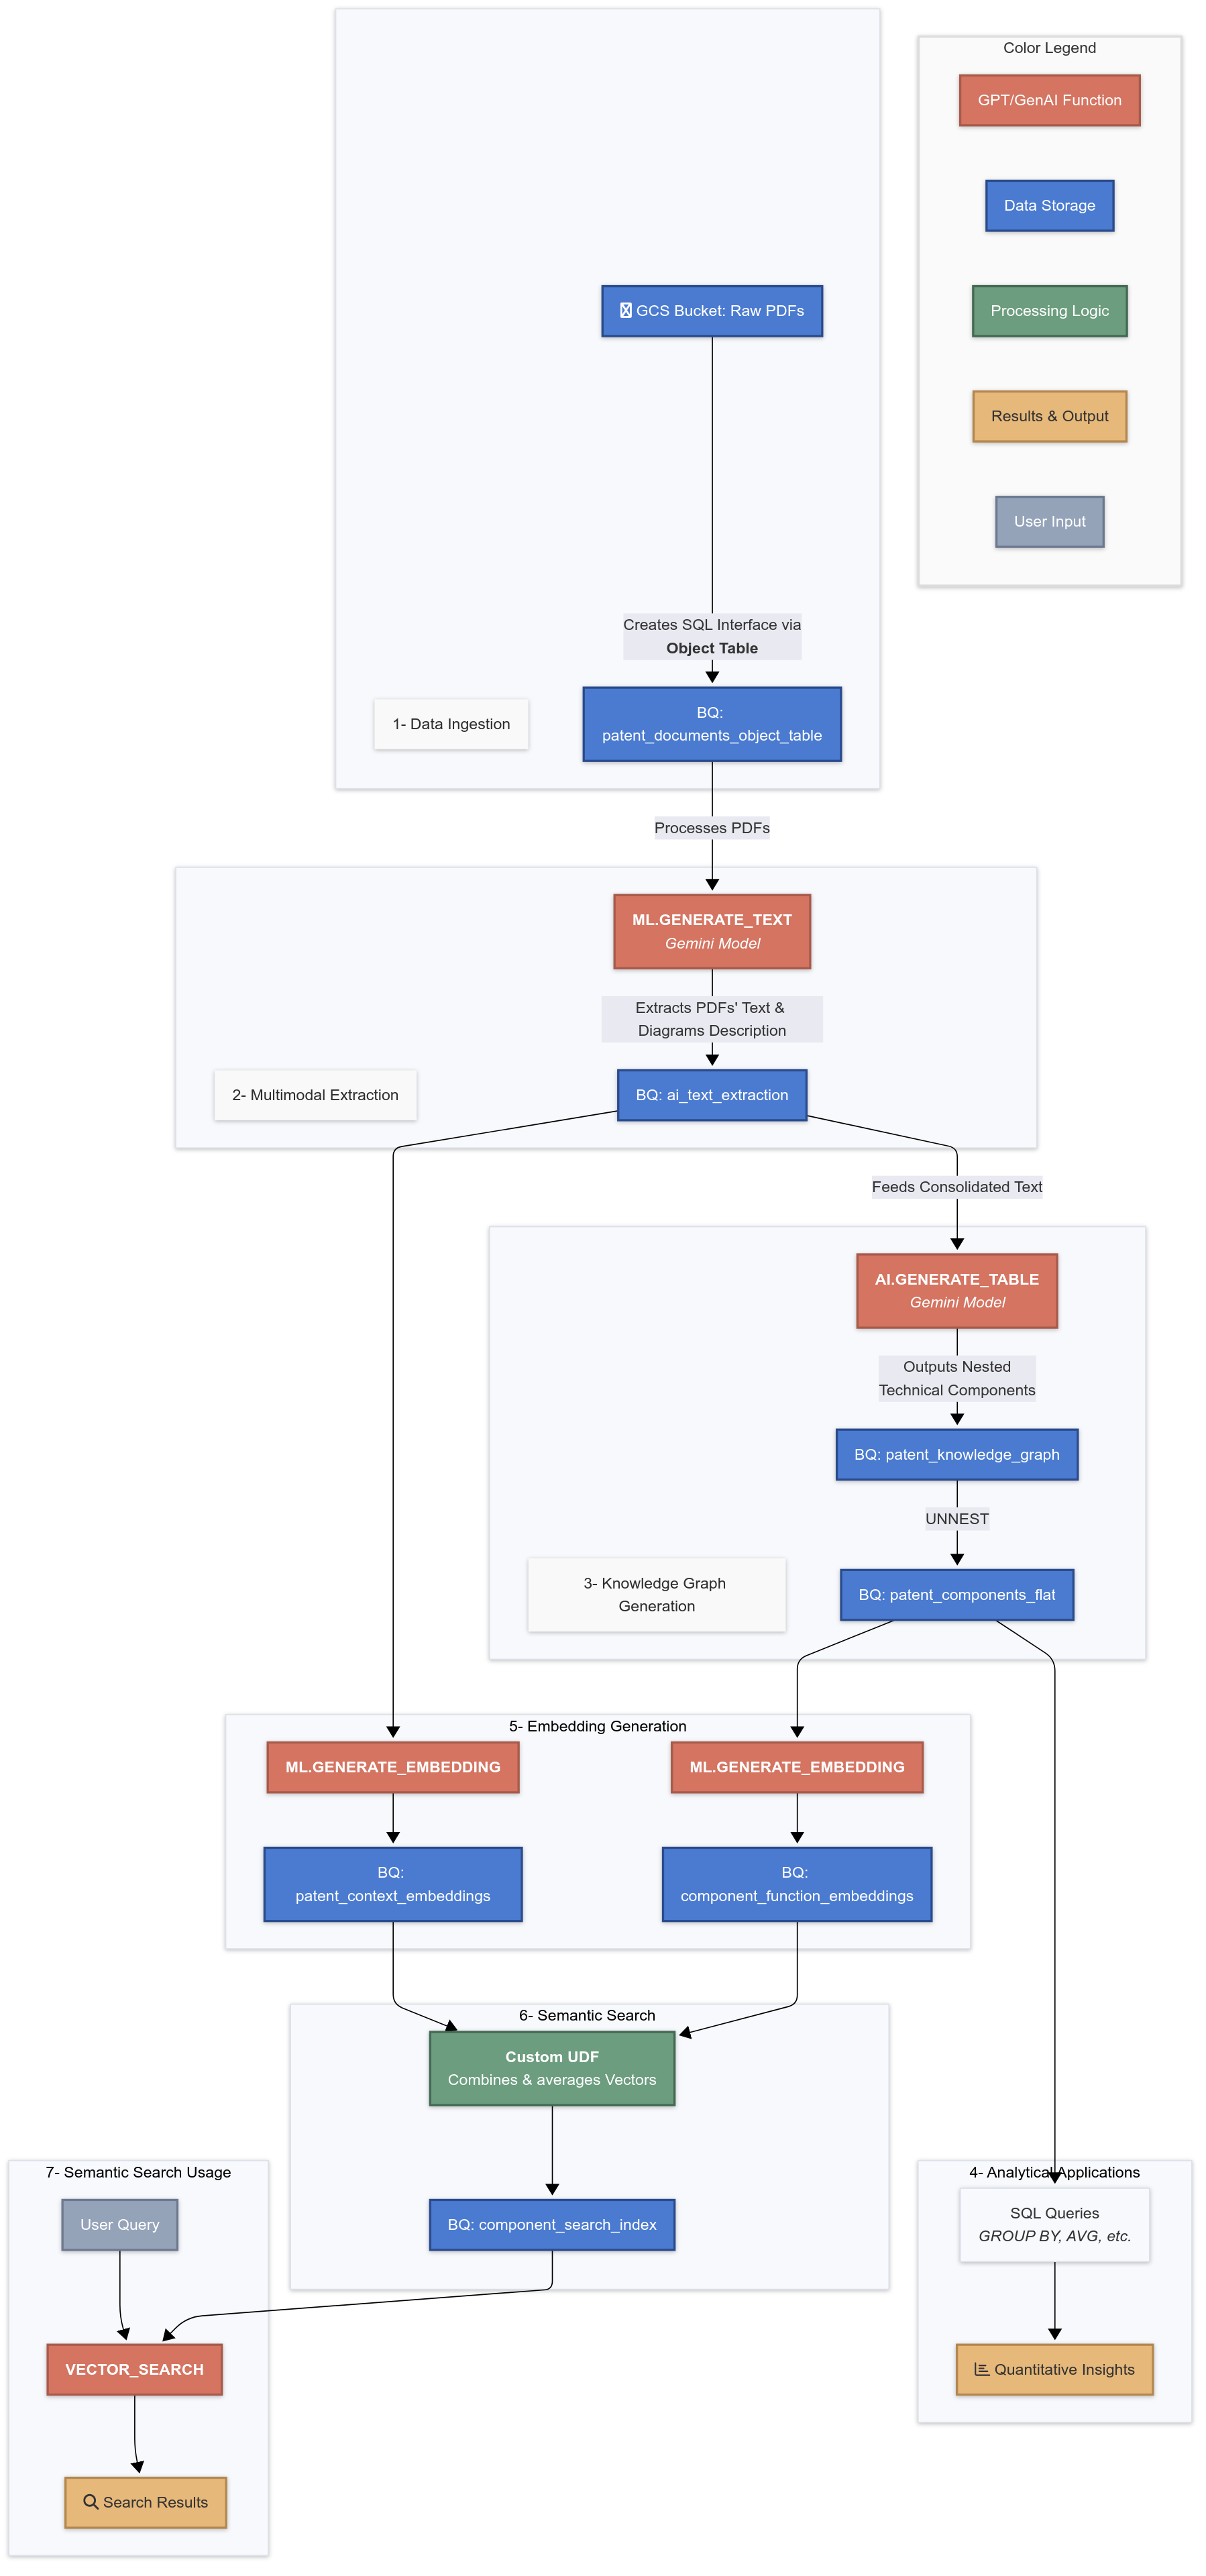 Color Legend
GPT/GenAI Function
Data Storage
Processing Logic
Results & Output
User Input
GCS Bucket: Raw PDFs
Creates SQL Interface via
Object Table
1- Data Ingestion
BQ:
patent_documents_object_table
Processes PDFs
ML.GENERATE_TEXT
Gemini Model
Extracts PDFs' Text &
Diagrams Description
2- Multimodal Extraction
BQ: ai_text_extraction
Feeds Consolidated Text
AI.GENERATE_TABLE
Gemini Model
Outputs Nested
Technical Components
BQ: patent_knowledge_graph
UNNEST
3- Knowledge Graph
Generation
BQ: patent_components_flat
5- Embedding Generation
ML.GENERATE_EMBEDDING
ML.GENERATE_EMBEDDING
BQ:
patent_context_embeddings
BQ:
component_function_embeddings
6- Semantic Search
Custom UDF
Combines & averages Vectors
BQ: component_search_index
7- Semantic Search Usage
User Query
VECTOR_SEARCH
Search Results
4- Analytical Applications
SQL Queries
GROUP BY, AVG, etc.
Quantitative Insights